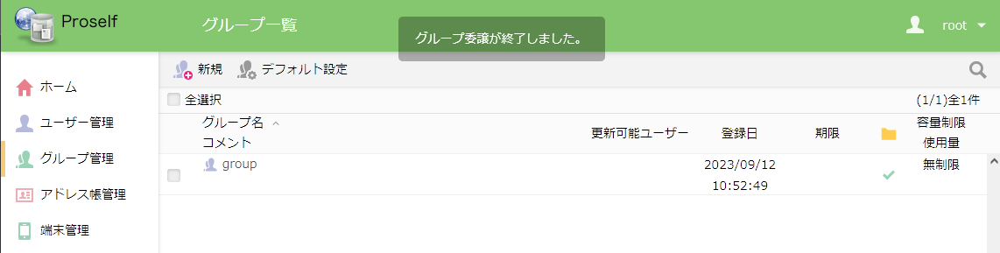 Proself
グループ一覧
グループ委譲が終了しました。
root
ホーム
ユーザー管理
グループ管理
アドレス帳管理
端末管理
新規
デフォルト設定
全選択
(1/1)全1件
グループ名
コメント
更新可能ユーザー
登録日
期限
容量制限
使用量
group
2023/09/12
10:52:49
無制限